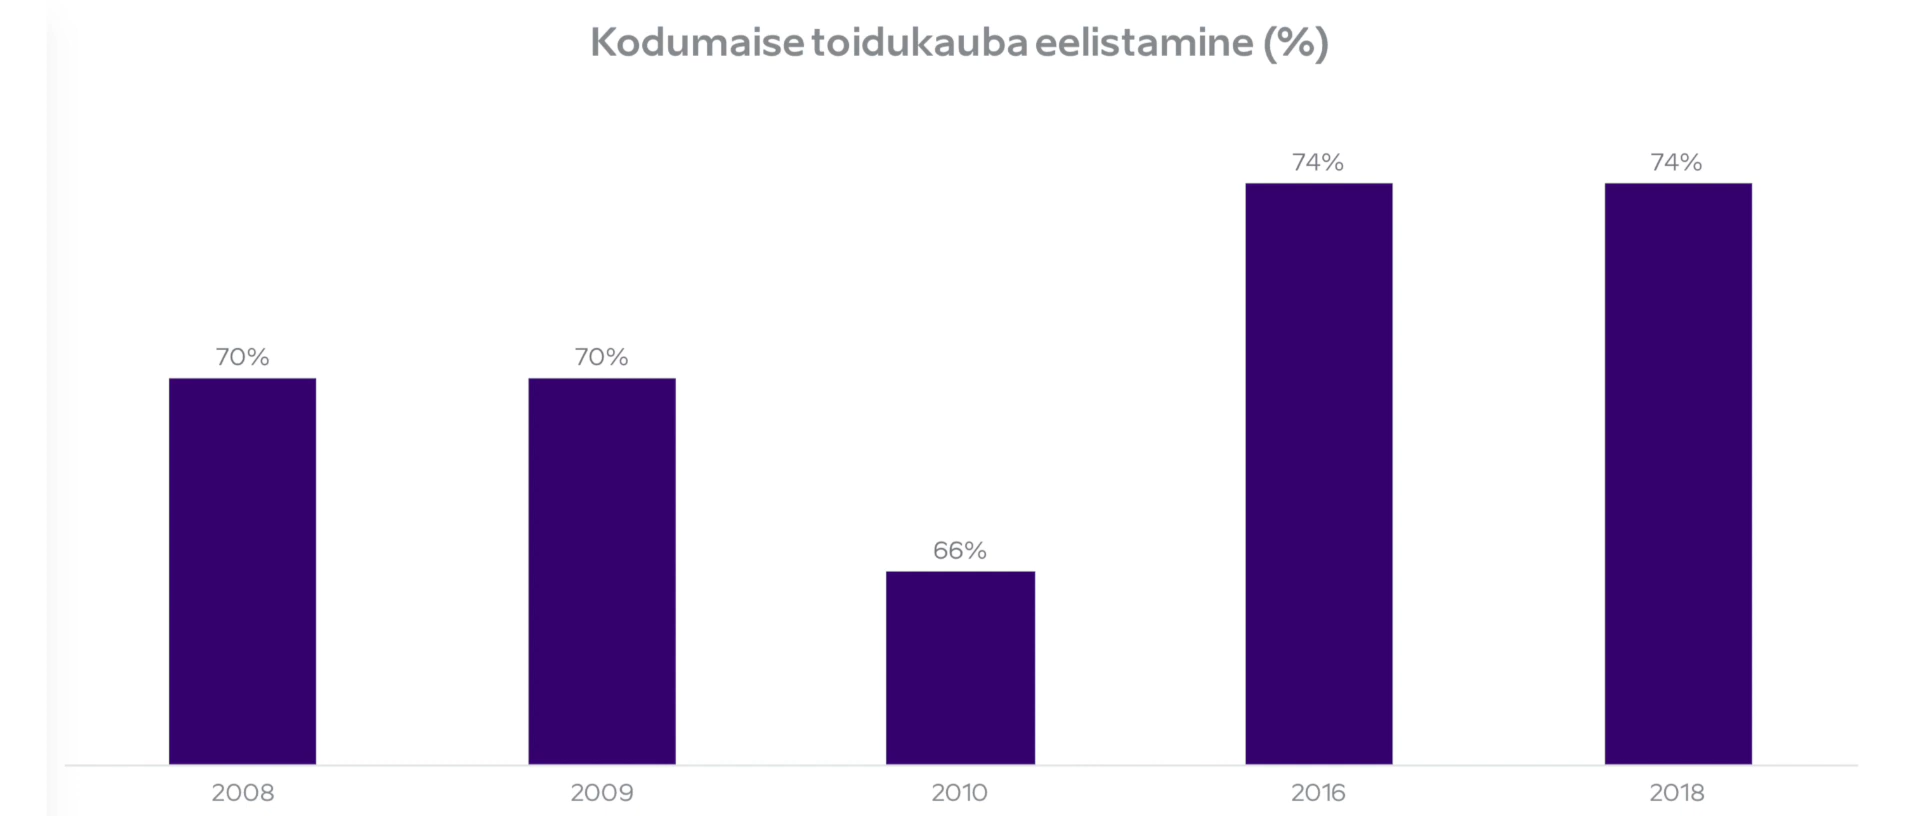 Kodumaise toidukauba eelistamine (%)
74% 74%
70% 70%
66%
2008 2009 2010 2016 2018